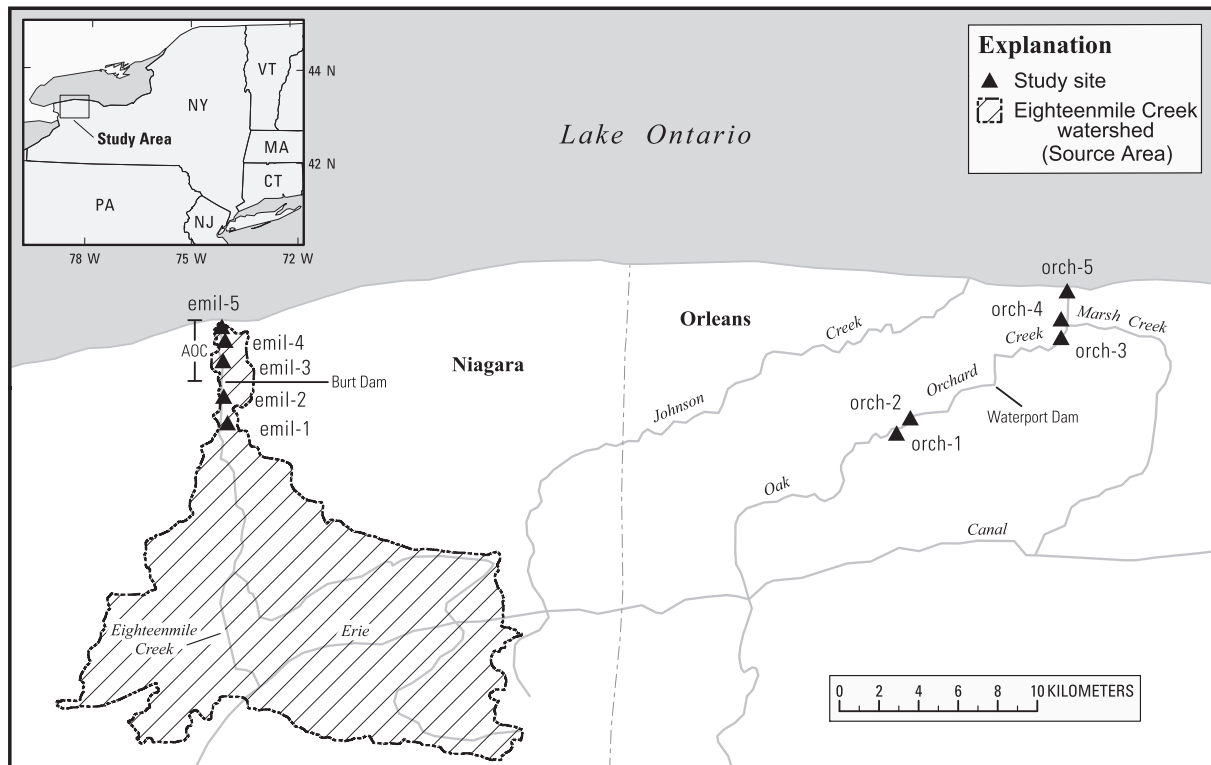 VT
44 N
NY
Study Area
MA
42 N
CT
PA
NJ
78 W
75 W
72 W
Explanation
Study site
Eighteenmile Creek
watershed
(Source Area)
Lake Ontario
emil-5
AOC
emil-4
emil-3
Burt Dam
emil-2
emil-1
Niagara
Orleans
Johnson
Creek
orch-5
orch-4
Marsh Creek
orch-3
Oak
Orchard
Creek
Waterport Dam
orch-2
orch-1
Erie
Canal
Eighteenmile
Creek
0 2 4 6 8 10 KILOMETERS